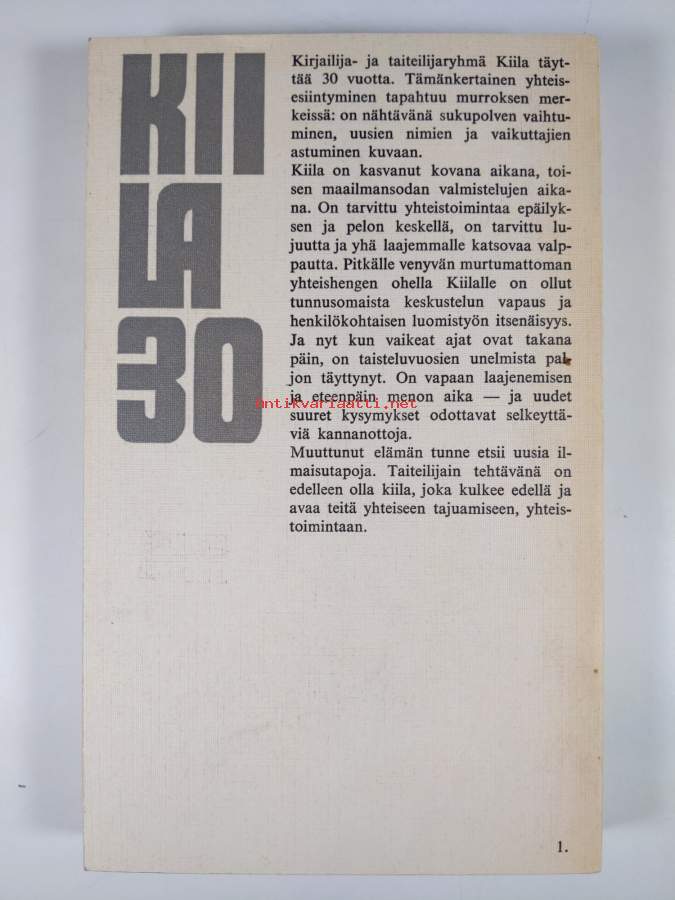 KII
LA
30
Kirjailija- ja taiteilijaryhmä Kiila täyt-
tää 30 vuotta. Tämänkertainen yhteis-
esiintyminen tapahtuu murroksen mer-
keissä: on nähtävänä sukupolven vaihtu-
minen, uusien nimien ja vaikuttajien
astuminen kuvaan.
Kiila on kasvanut kovana aikana, toi-
sen maailmansodan valmistelujen aika-
na. On tarvittu yhteistoimintaa epäilyk-
sen ja pelon keskellä, on tarvittu lu-
juutta ja yhä laajemmalle katsovaa valp-
pautta. Pitkälle venyvän murtumattoman
yhteishengen ohella Kiilalle on ollut
tunnusomaista keskustelun vapaus ja
henkilökohtaisen luomistyön itsenäisyys.
Ja nyt kun vaikeat ajat ovat takana
päin, on taisteluvuosien unelmista pal-
jon täyttynyt. On vapaan laajenemisen
ja eteenpäin menon aika — ja uudet
suuret kysymykset odottavat selkeyttä-
viä kannanottoja.
Muuttunut elämän tunne etsii uusia il-
maisutapoja. Taiteilijain tehtävänä on
edelleen olla kiila, joka kulkee edellä ja
avaa teitä yhteiseen tajuamiseen, yhteis-
toimintaan.
antikvariaatti.net
1.